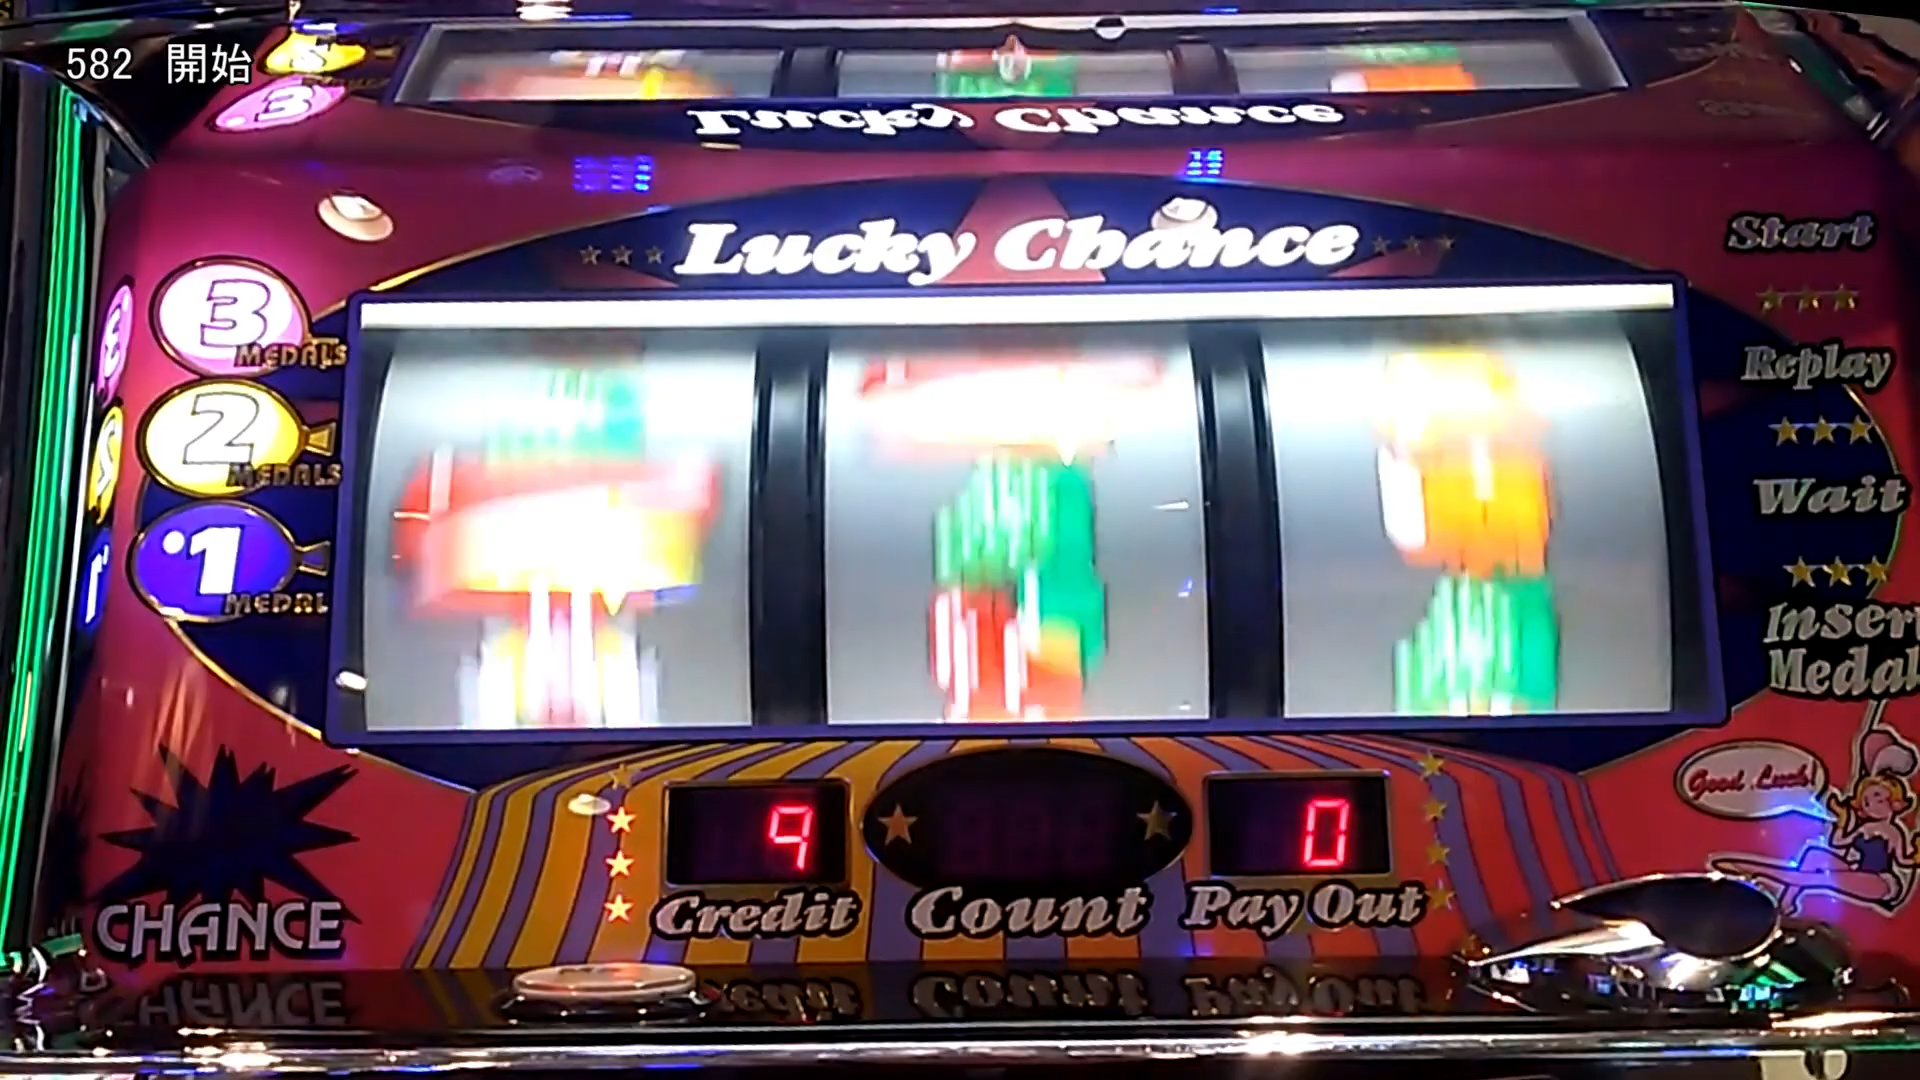 582 開始
Lucky Chance
Lucky Chance
Start
3
MEDALS
Replay
2
MEDALS
Wait
1
MEDAL
Insert
Medal
Good Luck!
9
0
Credit
Count
Pay Out
CHANCE